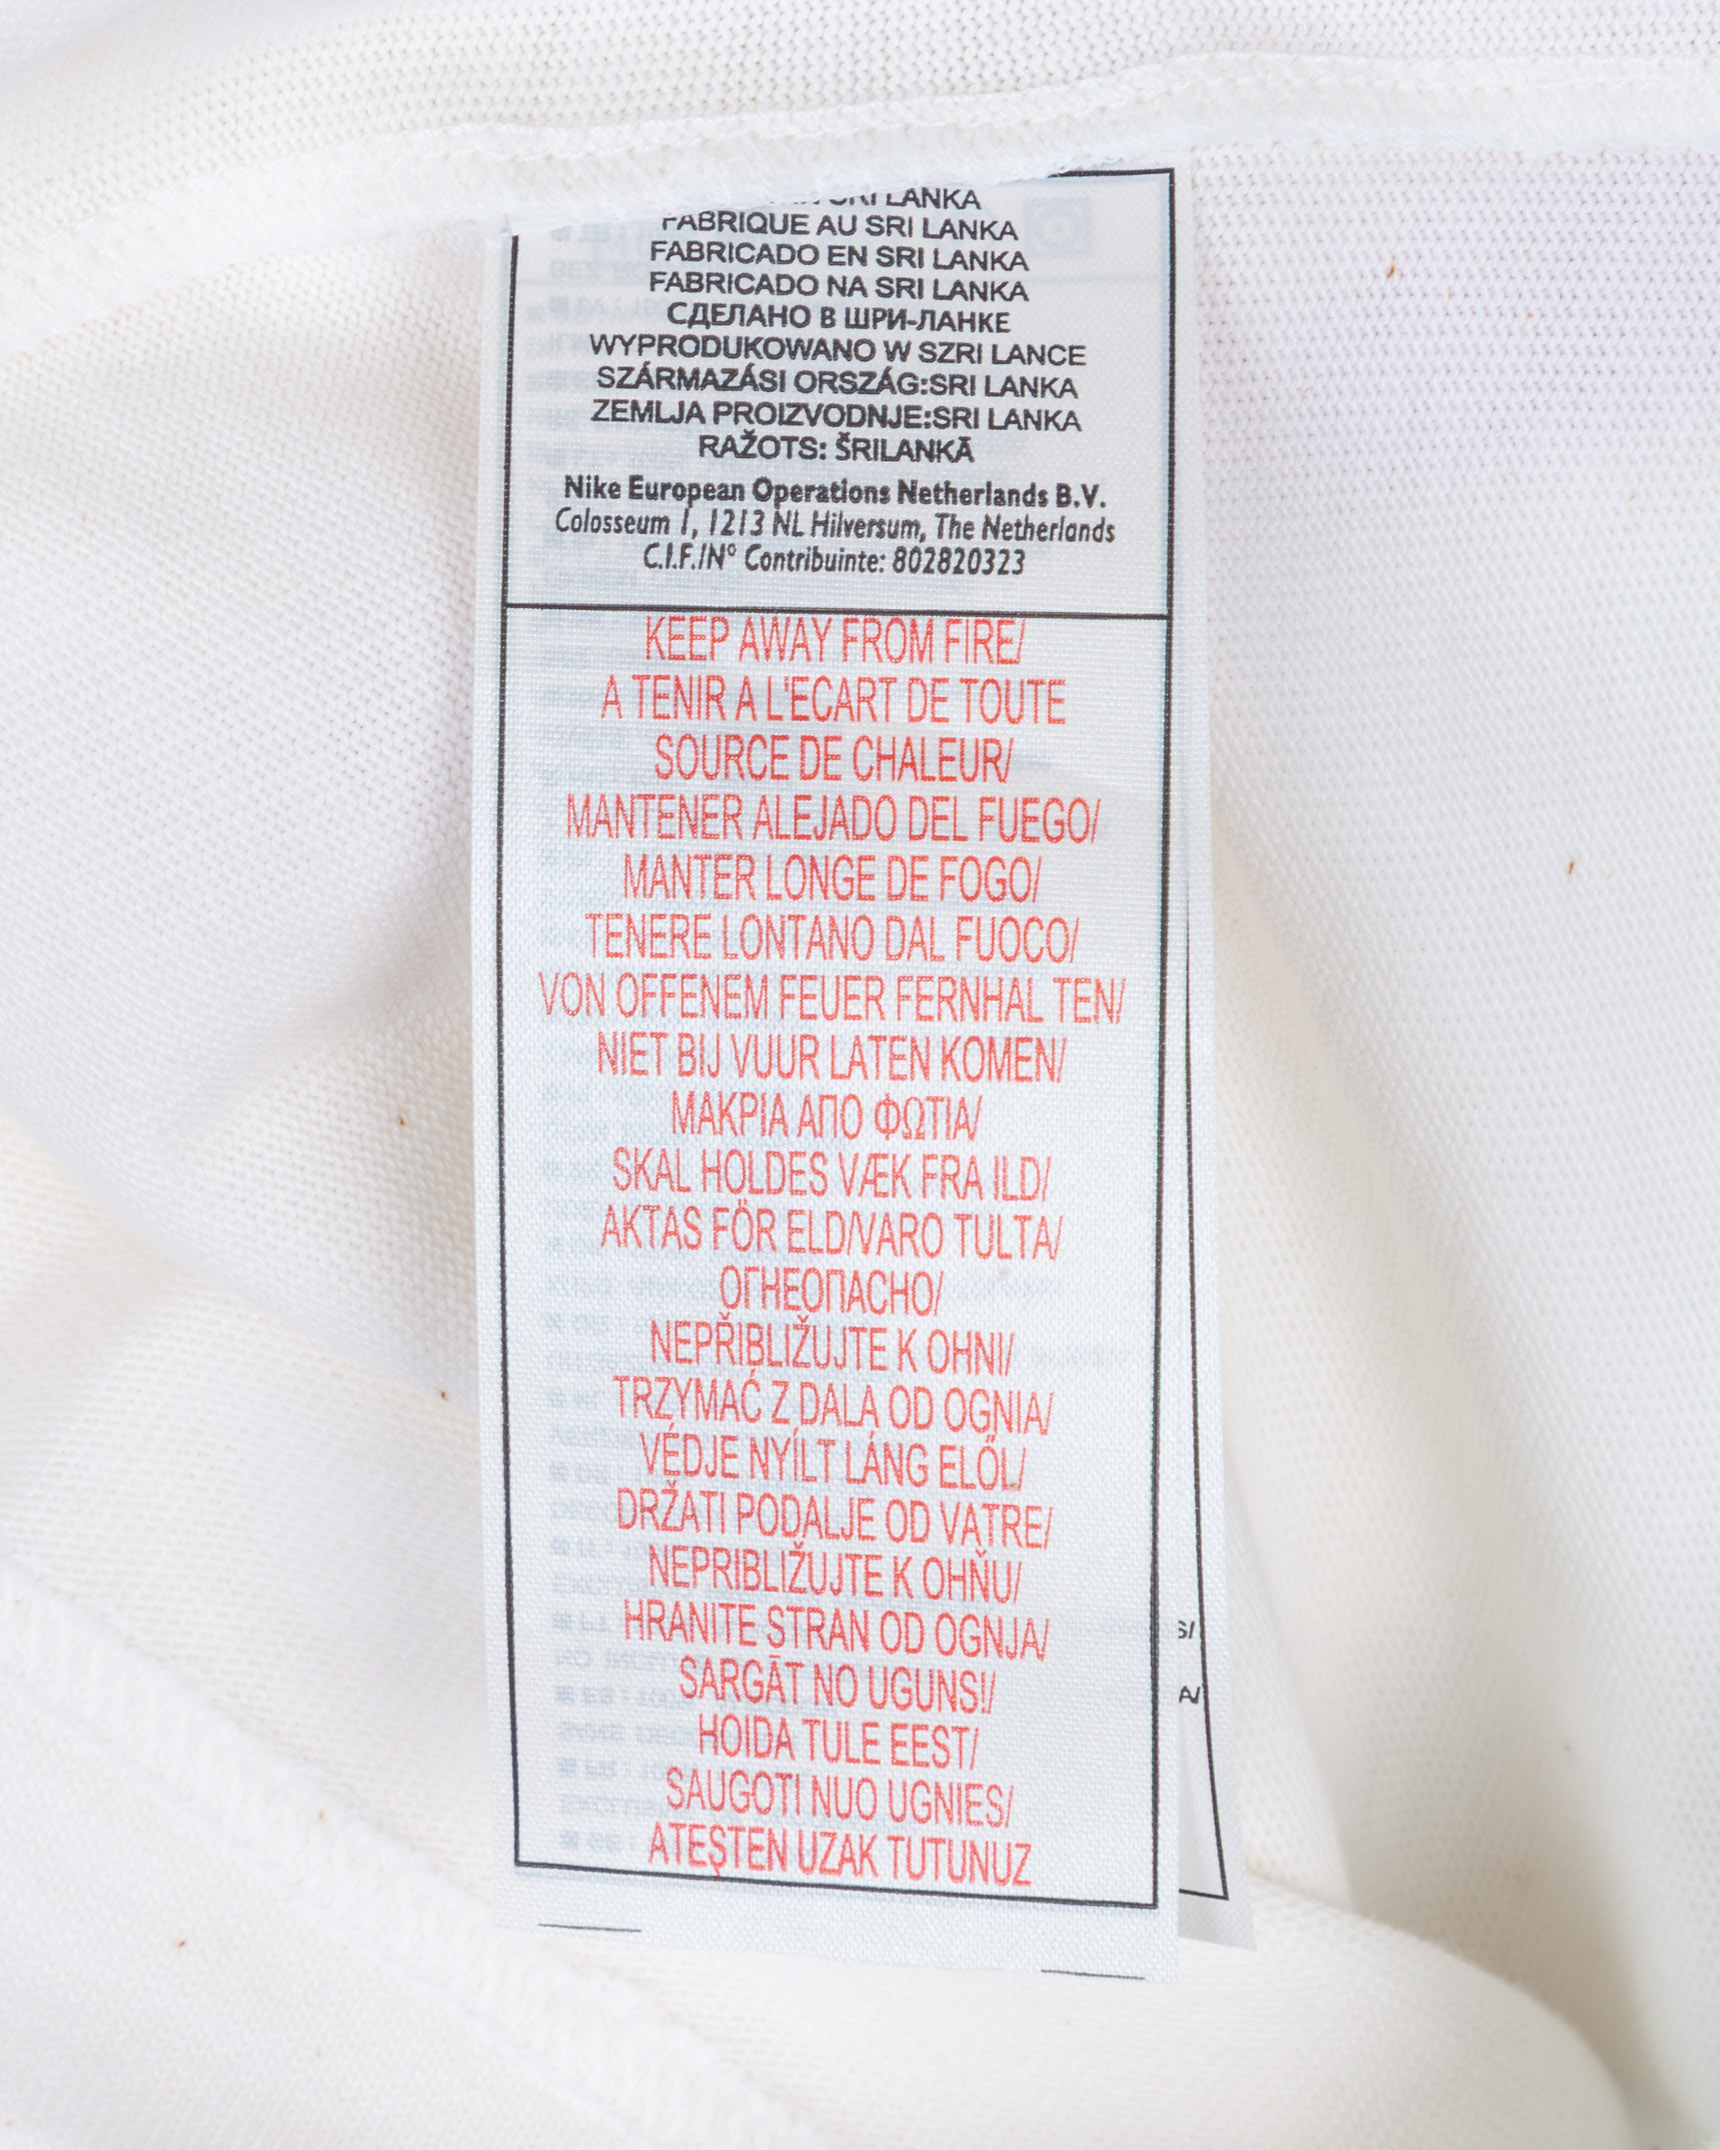 SRI LANKA
FABRIQUE AU SRI LANKA
FABRICADO EN SRI LANKA
FABRICADO NA SRI LANKA
СДЕЛАНО В ШРИ-ЛАНКЕ
WYPRODUKOWANO W SZRI LANCE
SZÁRMAZÁSI ORSZÁG:SRI LANKA
ZEMLJA PROIZVODNJE:SRI LANKA
RAŽOTS: ŠRILANKĀ
Nike European Operations Netherlands B.V.
Colosseum 1, 1213 NL Hilversum, The Netherlands
C.I.F./Nº Contribuinte: 802820323
KEEP AWAY FROM FIRE/
A TENIR A L'ECART DE TOUTE
SOURCE DE CHALEUR/
MANTENER ALEJADO DEL FUEGO/
MANTER LONGE DE FOGO/
TENERE LONTANO DAL FUOCO/
VON OFFENEM FEUER FERNHAL TEN/
NIET BIJ VUUR LATEN KOMEN/
ΜΑΚΡΙΑ ΑΠΟ ΦΩΤΙΑ/
SKAL HOLDES VÆK FRA ILD/
AKTAS FÖR ELD/VARO TULTA/
ОГНЕОПАСНО/
NEPŘIBLIŽUJTE K OHNI/
TRZYMAĆ Z DALA OD OGNIA/
VÉDJE NYÍLT LÁNG ELŐL/
DRŽATI PODALJE OD VATRE/
NEPRIBLIŽUJTE K OHŇU/
HRANITE STRAN OD OGNJA/
SARGĀT NO UGUNS!/
HOIDA TULE EEST/
SAUGOTI NUO UGNIES/
ATEŞTEN UZAK TUTUNUZ